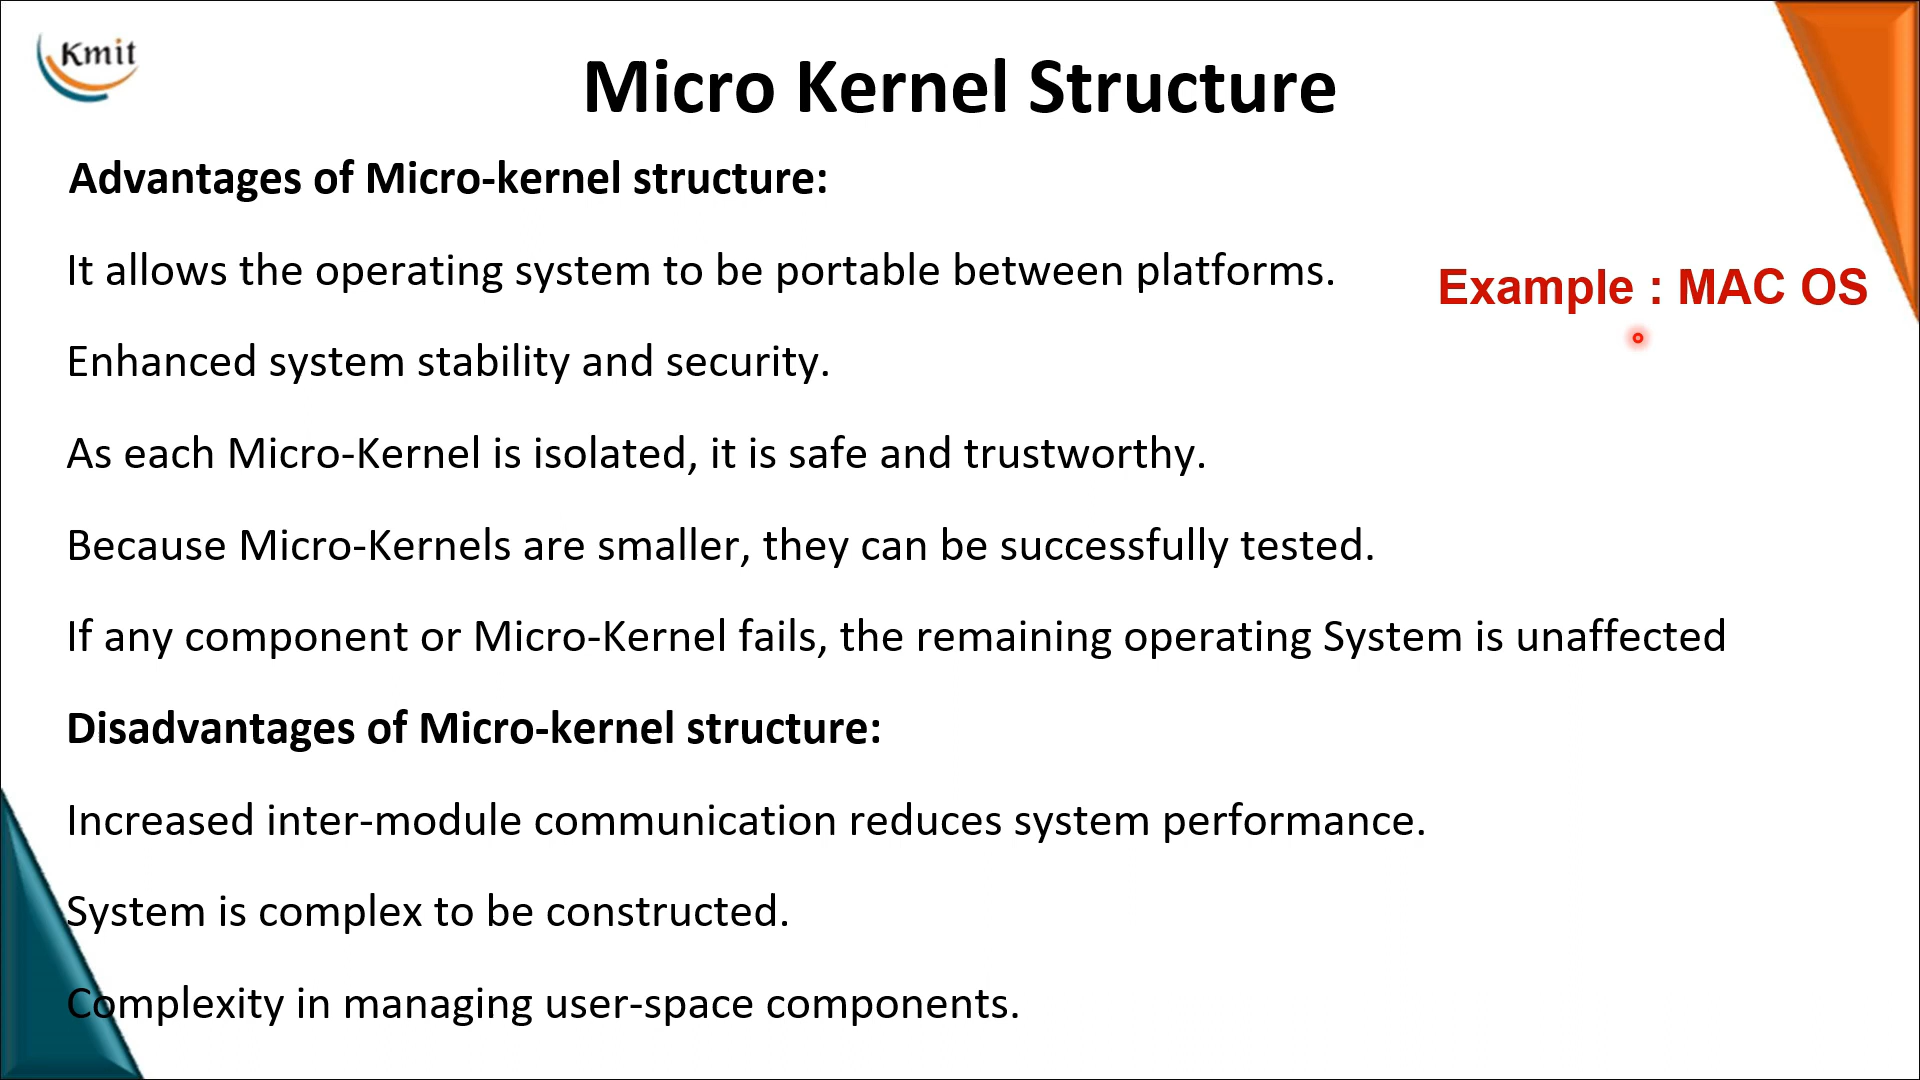 Kmit
Micro Kernel Structure
Advantages of Micro-kernel structure:
It allows the operating system to be portable between platforms.
Example : MAC OS
Enhanced system stability and security.
As each Micro-Kernel is isolated, it is safe and trustworthy.
Because Micro-Kernels are smaller, they can be successfully tested.
If any component or Micro-Kernel fails, the remaining operating System is unaffected
Disadvantages of Micro-kernel structure:
Increased inter-module communication reduces system performance.
System is complex to be constructed.
Complexity in managing user-space components.